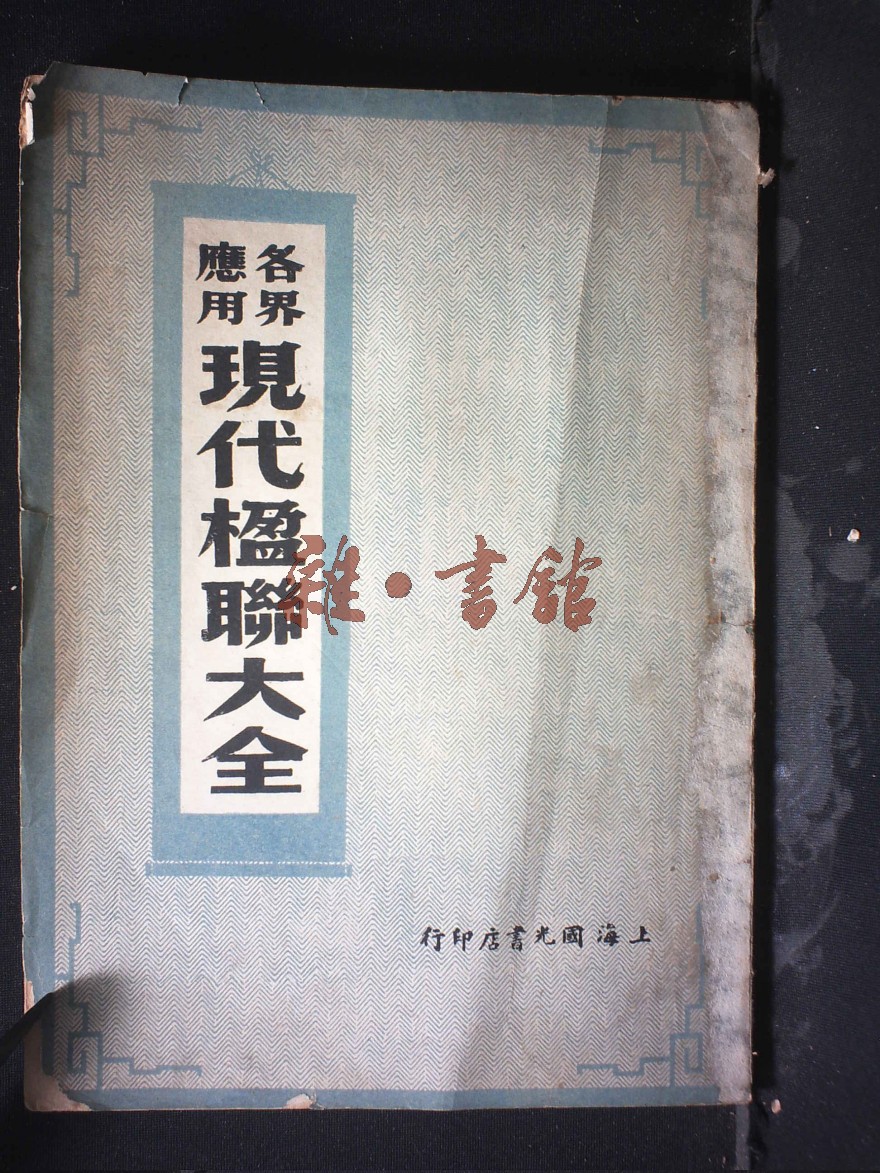 各界
應用
現代楹聯大全
雜·書館
上海國光書店印行